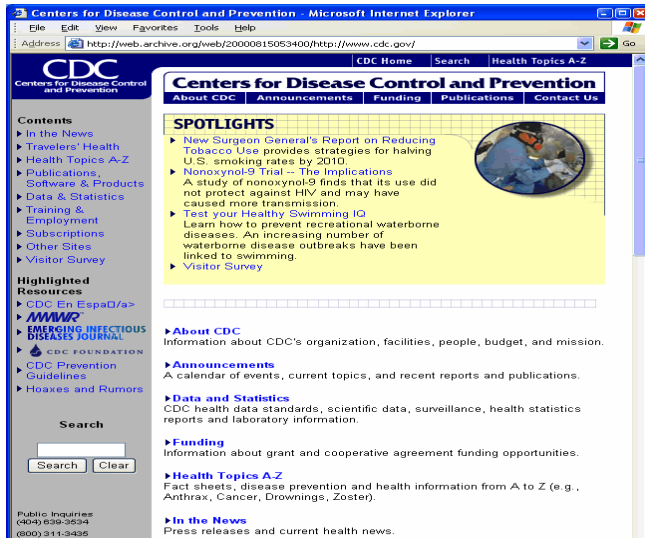 Centers for Disease Control and Prevention - Microsoft Internet Explorer
File Edit View Favorites Tools Help
Address http://web.archive.org/web/20000815053400/http://www.cdc.gov/ Go
CDC Home Search Health Topics A-Z
CDC
Centers for Disease Control
and Prevention
Centers for Disease Control and Prevention
About CDC Announcements Funding Publications Contact Us
Contents
In the News
Travelers' Health
Health Topics A-Z
Publications,
Software & Products
Data & Statistics
Training &
Employment
Subscriptions
Other Sites
Visitor Survey
Highlighted
Resources
CDC En Espa□/a>
MMWR
EMERGING INFECTIOUS
DISEASES JOURNAL
CDC FOUNDATION
CDC Prevention
Guidelines
Hoaxes and Rumors
Search
Search Clear
Public Inquiries
(404) 639-3534
(800) 311-3435
SPOTLIGHTS
New Surgeon General's Report on Reducing
Tobacco Use provides strategies for halving
U.S. smoking rates by 2010.
Nonoxynol-9 Trial -- The Implications
A study of nonoxynol-9 finds that its use did
not protect against HIV and may have
caused more transmission.
Test your Healthy Swimming IQ
Learn how to prevent recreational waterborne
diseases. An increasing number of
waterborne disease outbreaks have been
linked to swimming.
Visitor Survey
About CDC
Information about CDC's organization, facilities, people, budget, and mission.
Announcements
A calendar of events, current topics, and recent reports and publications.
Data and Statistics
CDC health data standards, scientific data, surveillance, health statistics
reports and laboratory information.
Funding
Information about grant and cooperative agreement funding opportunities.
Health Topics A-Z
Fact sheets, disease prevention and health information from A to Z (e.g.,
Anthrax, Cancer, Drownings, Zoster).
In the News
Press releases and current health news.